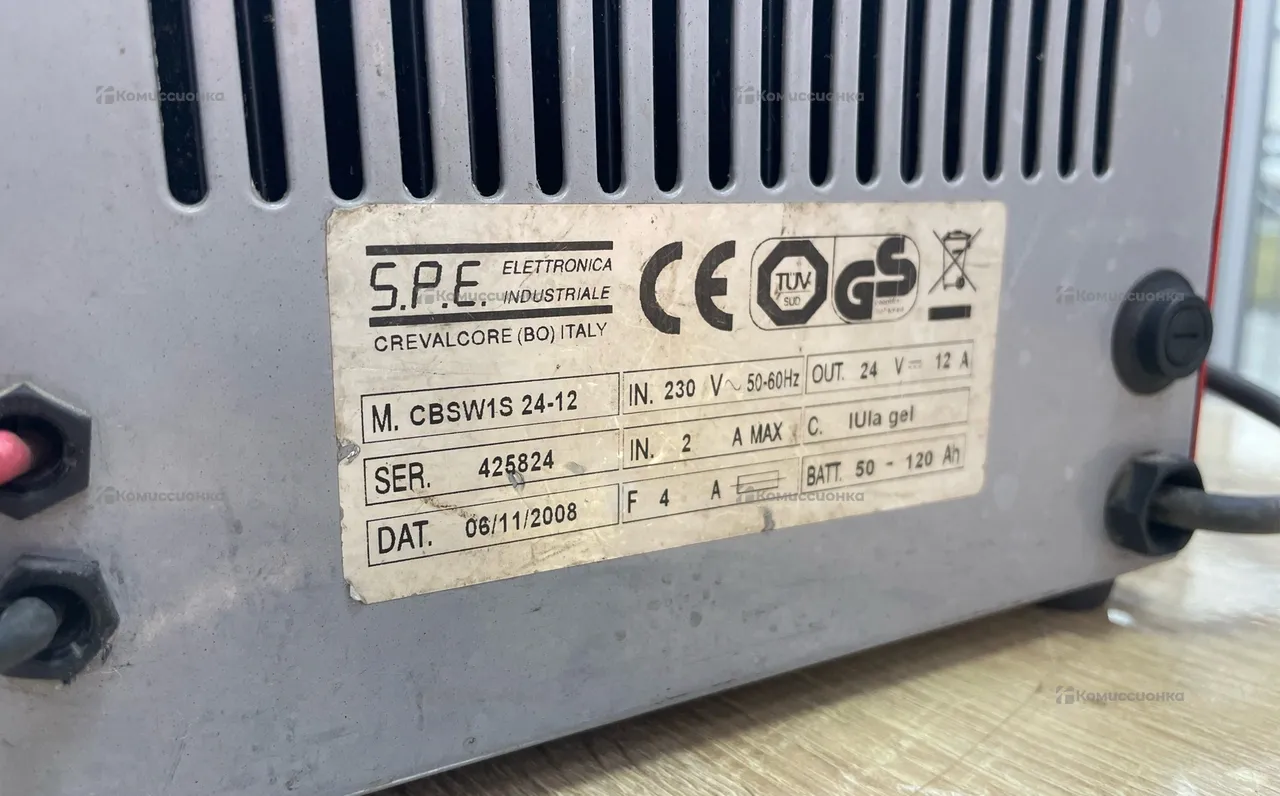 S.P.E. ELETTRONICA
INDUSTRIALE
CREVALCORE (BO) ITALY
CE
TÜV
SÜD
GS
M. CBSW1S 24-12
IN. 230 V~ 50-60Hz
OUT. 24 V⎓ 12 A
SER. 425824
IN. 2 A MAX
C. IUIa gel
DAT. 06/11/2008
F 4 A
BATT. 50 - 120 Ah
Комиссионка
Комиссионка
Комиссионка
Комиссионка
Комиссионка
Комиссионка
Комиссионка